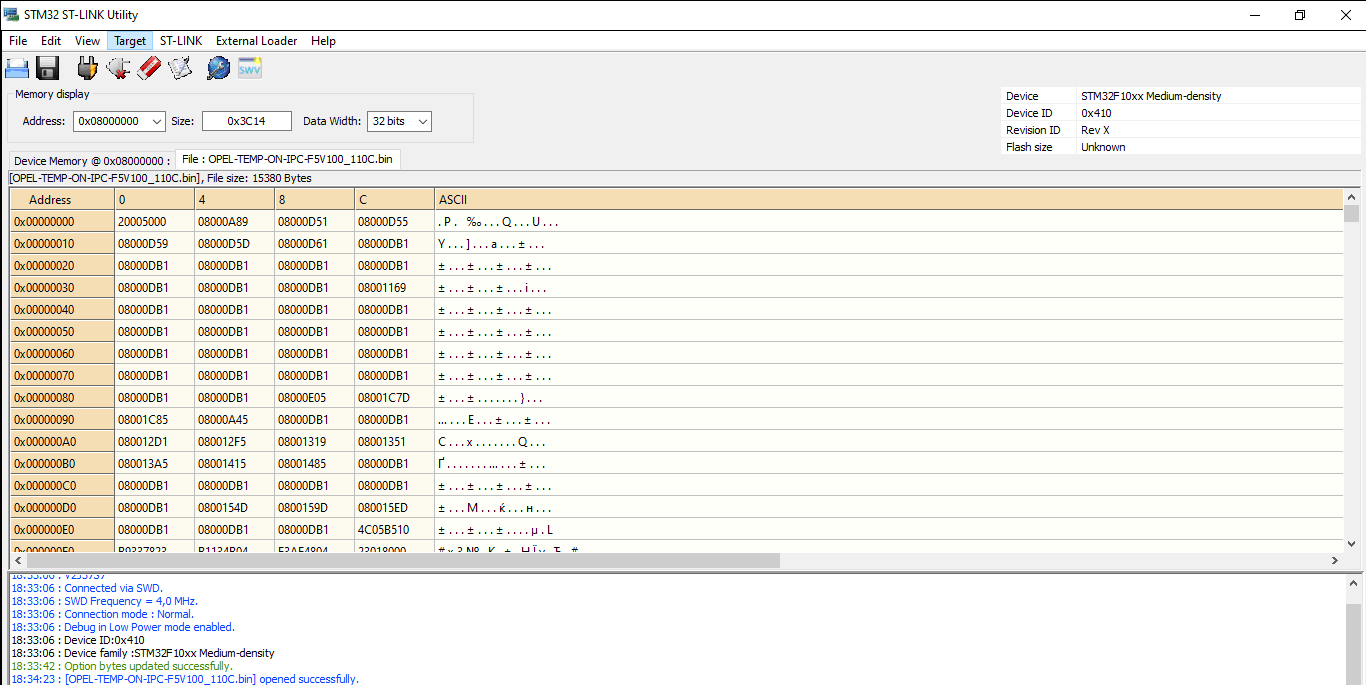 STM32 ST-LINK Utility
File Edit View Target ST-LINK External Loader Help
SWV
Memory display
Address: 0x08000000 Size: 0x3C14 Data Width: 32 bits
Device STM32F10xx Medium-density
Device ID 0x410
Revision ID Rev X
Flash size Unknown
Device Memory @ 0x08000000 : File : OPEL-TEMP-ON-IPC-F5V100_110C.bin
[OPEL-TEMP-ON-IPC-F5V100_110C.bin], File size: 15380 Bytes
Address 0 4 8 C ASCII
0x00000000 20005000 08000A89 08000D51 08000D55 .P. ‰...Q...U...
0x00000010 08000D59 08000D5D 08000D61 08000DB1 Y...]...a...±...
0x00000020 08000DB1 08000DB1 08000DB1 08000DB1 ±...±...±...±...
0x00000030 08000DB1 08000DB1 08000DB1 08001169 ±...±...±...i...
0x00000040 08000DB1 08000DB1 08000DB1 08000DB1 ±...±...±...±...
0x00000050 08000DB1 08000DB1 08000DB1 08000DB1 ±...±...±...±...
0x00000060 08000DB1 08000DB1 08000DB1 08000DB1 ±...±...±...±...
0x00000070 08000DB1 08000DB1 08000DB1 08000DB1 ±...±...±...±...
0x00000080 08000DB1 08000DB1 08000E05 08001C7D ±...±.......}...
0x00000090 08001C85 08000A45 08000DB1 08000DB1 …...E...±...±...
0x000000A0 080012D1 080012F5 08001319 08001351 С...х.......Q...
0x000000B0 080013A5 08001415 08001485 08000DB1 Ґ.......…...±...
0x000000C0 08000DB1 08000DB1 08000DB1 08000DB1 ±...±...±...±...
0x000000D0 08000DB1 0800154D 0800159D 080015ED ±...M...ќ...н...
0x000000E0 08000DB1 08000DB1 08000DB1 4C05B510 ±...±...±....µ.L
18:33:06 : Connected via SWD.
18:33:06 : SWD Frequency = 4,0 MHz.
18:33:06 : Connection mode : Normal.
18:33:06 : Debug in Low Power mode enabled.
18:33:06 : Device ID:0x410
18:33:06 : Device family :STM32F10xx Medium-density
18:33:42 : Option bytes updated successfully.
18:34:23 : [OPEL-TEMP-ON-IPC-F5V100_110C.bin] opened successfully.